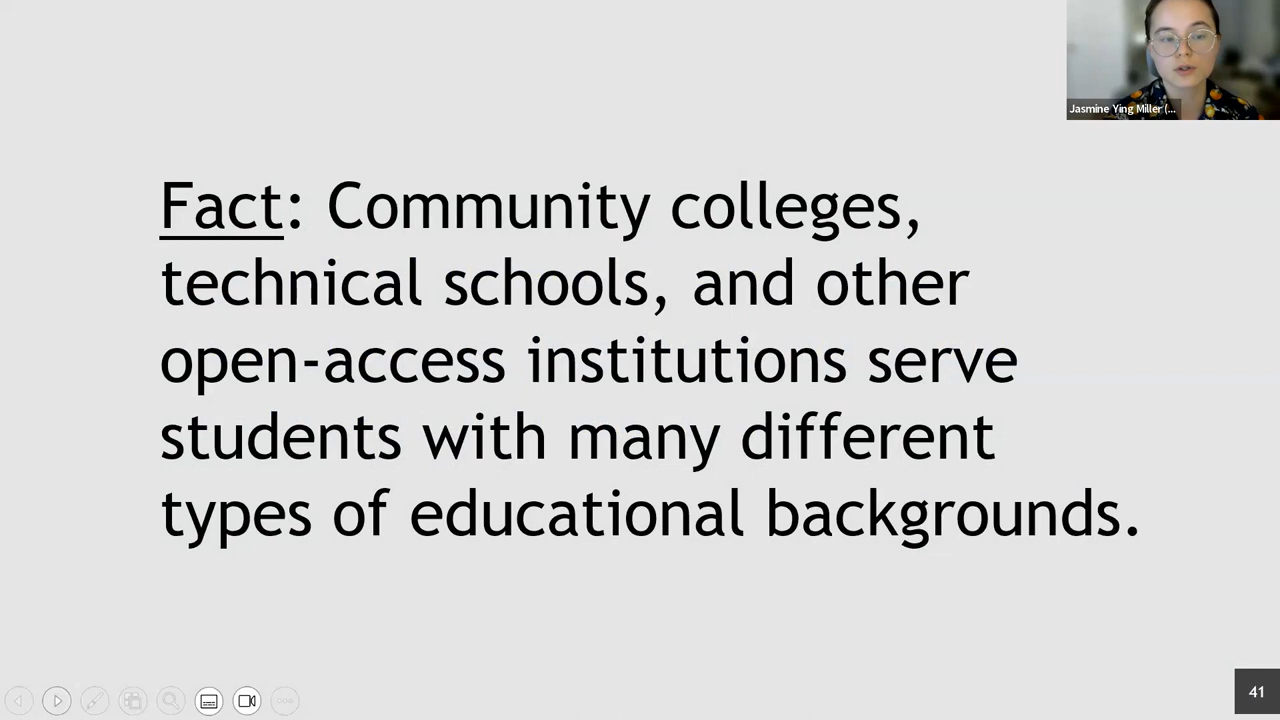 Jasmine Ying Miller (...
Fact: Community colleges,
technical schools, and other
open-access institutions serve
students with many different
types of educational backgrounds.
41